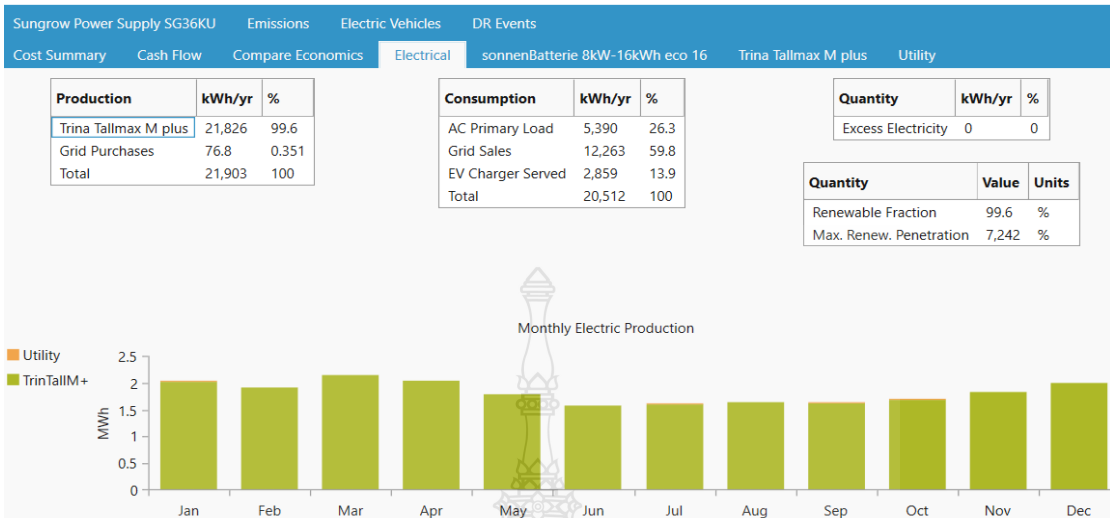 Sungrow Power Supply SG36KU Emissions Electric Vehicles DR Events
Cost Summary Cash Flow Compare Economics Electrical sonnenBatterie 8kW-16kWh eco 16 Trina Tallmax M plus Utility
Production kWh/yr %
Trina Tallmax M plus 21,826 99.6
Grid Purchases 76.8 0.351
Total 21,903 100
Consumption kWh/yr %
AC Primary Load 5,390 26.3
Grid Sales 12,263 59.8
EV Charger Served 2,859 13.9
Total 20,512 100
Quantity kWh/yr %
Excess Electricity 0 0
Quantity Value Units
Renewable Fraction 99.6 %
Max. Renew. Penetration 7,242 %
Monthly Electric Production
Utility
TrinTallM+
MWh
2.5
2
1.5
1
0.5
0
Jan Feb Mar Apr May Jun Jul Aug Sep Oct Nov Dec